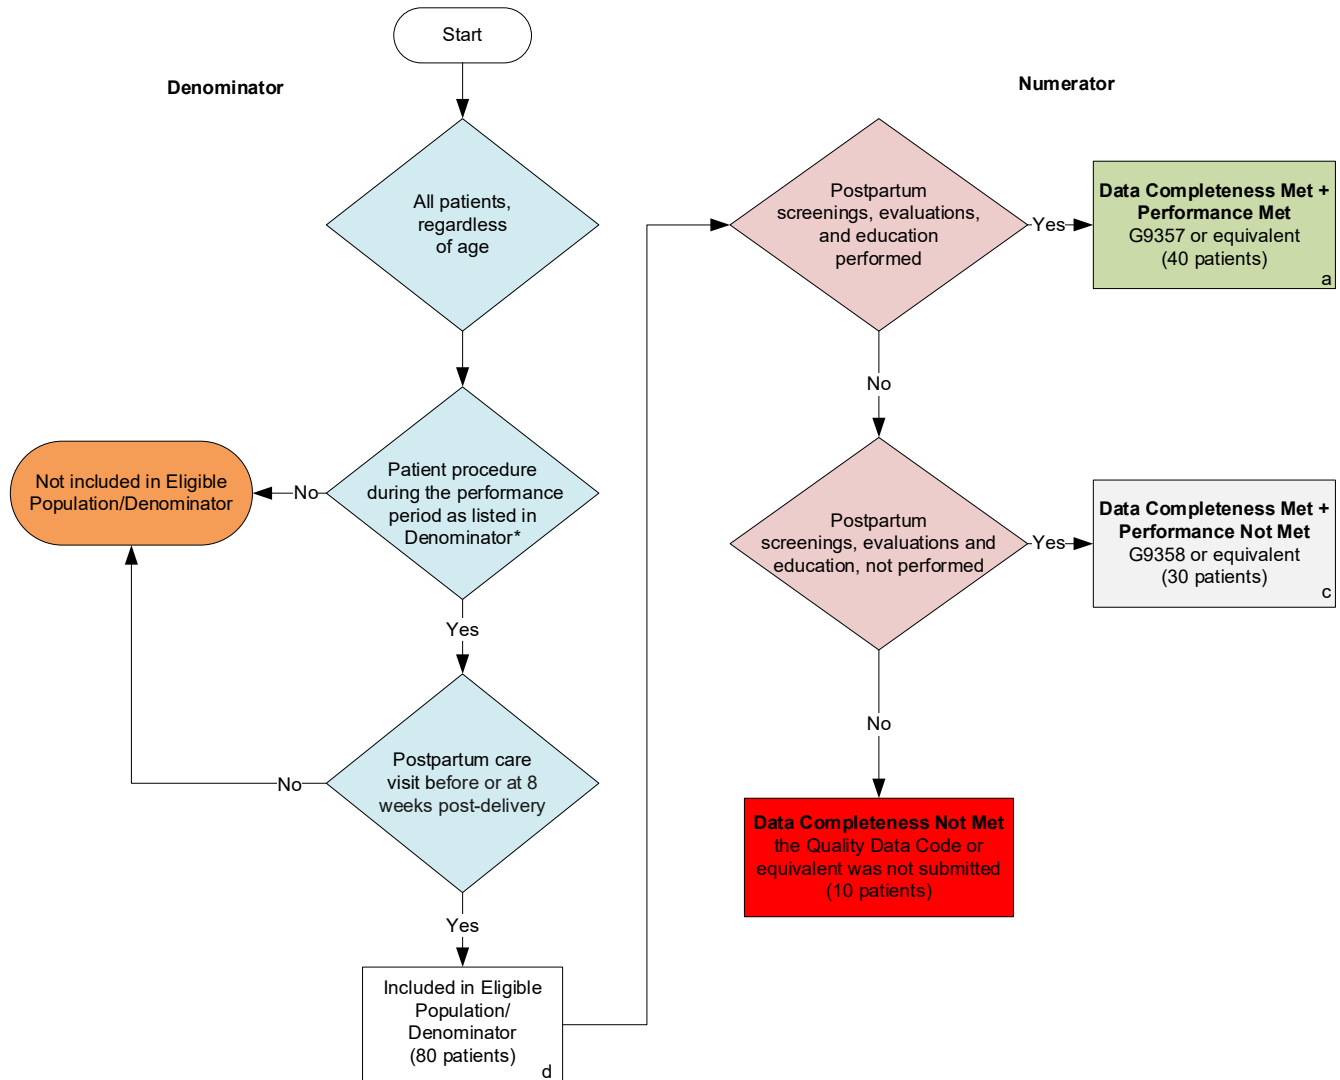 Start
Denominator
All patients,
regardless
of age
Patient procedure
during the performance
period as listed in
Denominator*
No
Not included in Eligible
Population/Denominator
Yes
Postpartum care
visit before or at 8
weeks post-delivery
No
Yes
Included in Eligible
Population/
Denominator
(80 patients)
d
Numerator
Postpartum
screenings, evaluations,
and education
performed
Yes
Data Completeness Met +
Performance Met
G9357 or equivalent
(40 patients)
a
No
Postpartum
screenings, evaluations and
education, not performed
Yes
Data Completeness Met +
Performance Not Met
G9358 or equivalent
(30 patients)
c
No
Data Completeness Not Met
the Quality Data Code or
equivalent was not submitted
(10 patients)